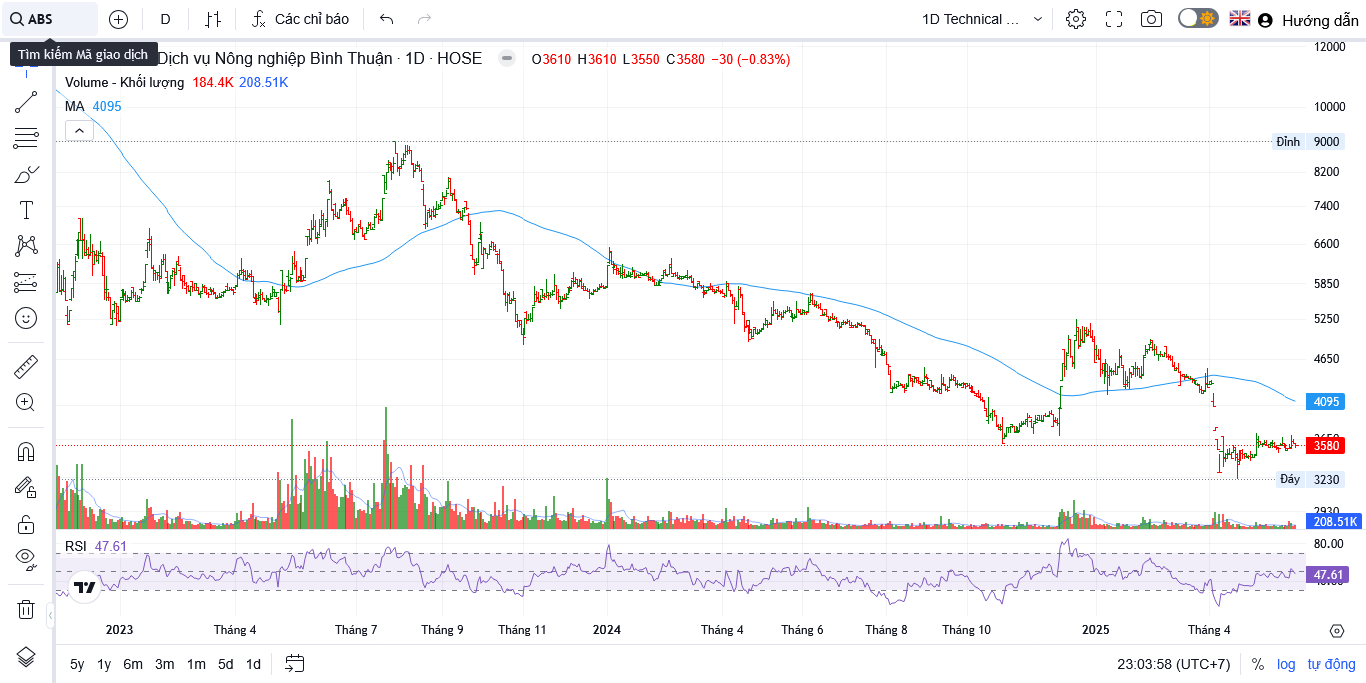 ABS
D
Các chỉ báo
1D Technical ...
Hướng dẫn
Tìm kiếm Mã giao dịch
Dịch vụ Nông nghiệp Bình Thuận · 1D · HOSE
O3610 H3610 L3550 C3580 −30 (−0.83%)
Volume - Khối lượng 184.4K 208.51K
MA 4095
12000
10000
Đỉnh 9000
8200
7400
6600
5850
5250
4650
4095
3580
Đáy 3230
2930
208.51K
RSI 47.61
80.00
47.61
2023
Tháng 4
Tháng 7
Tháng 9
Tháng 11
2024
Tháng 4
Tháng 6
Tháng 8
Tháng 10
2025
Tháng 4
5y 1y 6m 3m 1m 5d 1d
23:03:58 (UTC+7)
% log tự động